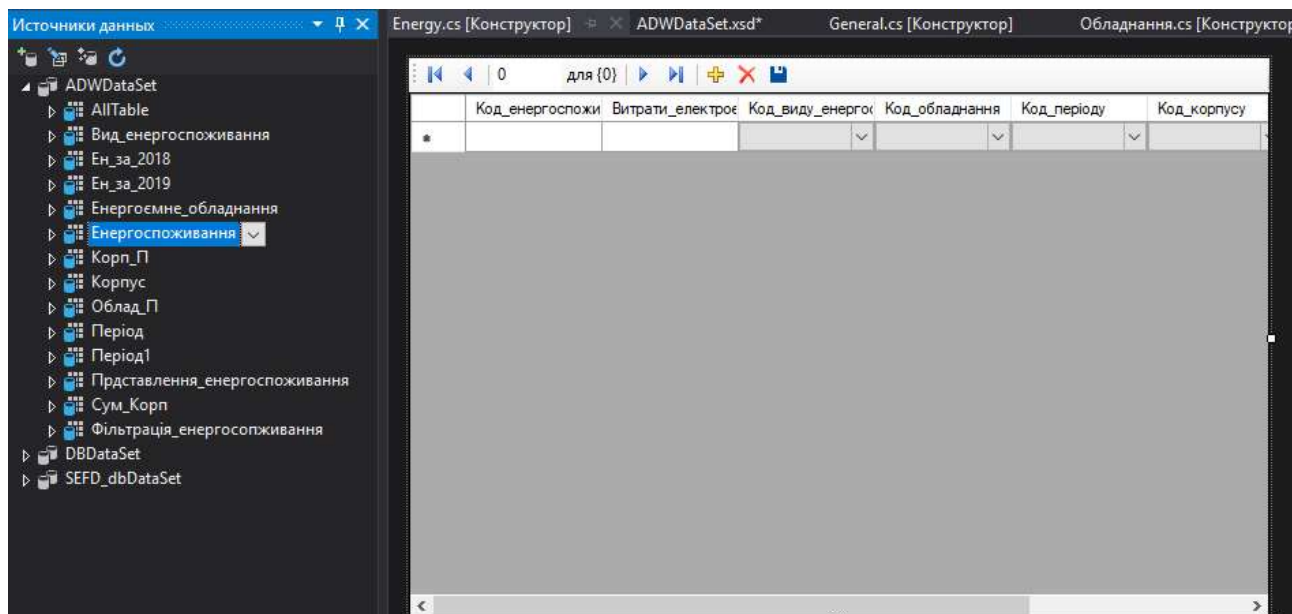 Источники данных
Energy.cs [Конструктор]
ADWDataSet.xsd*
General.cs [Конструктор]
Обладнання.cs [Конструктор
ADWDataSet
AllTable
Вид_енергоспоживання
Ен_за_2018
Ен_за_2019
Енергоємне_обладнання
Енергоспоживання
Корп_П
Корпус
Облад_П
Період
Період1
Прдставлення_енергоспоживання
Сум_Корп
Фільтрація_енергосопживання
DBDataSet
SEFD_dbDataSet
0 для {0}
Код_енергоспожи Витрати_електрое Код_виду_енергос Код_обладнання Код_періоду Код_корпусу